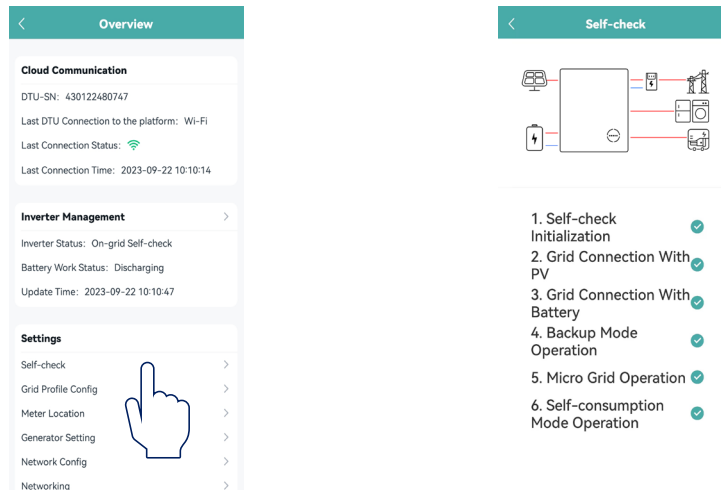 Overview
Cloud Communication
DTU-SN: 430122480747
Last DTU Connection to the platform: Wi-Fi
Last Connection Status:
Last Connection Time: 2023-09-22 10:10:14
Inverter Management
Inverter Status: On-grid Self-check
Battery Work Status: Discharging
Update Time: 2023-09-22 10:10:47
Settings
Self-check
Grid Profile Config
Meter Location
Generator Setting
Network Config
Networking
Self-check
1. Self-check
Initialization
2. Grid Connection With
PV
3. Grid Connection With
Battery
4. Backup Mode
Operation
5. Micro Grid Operation
6. Self-consumption
Mode Operation